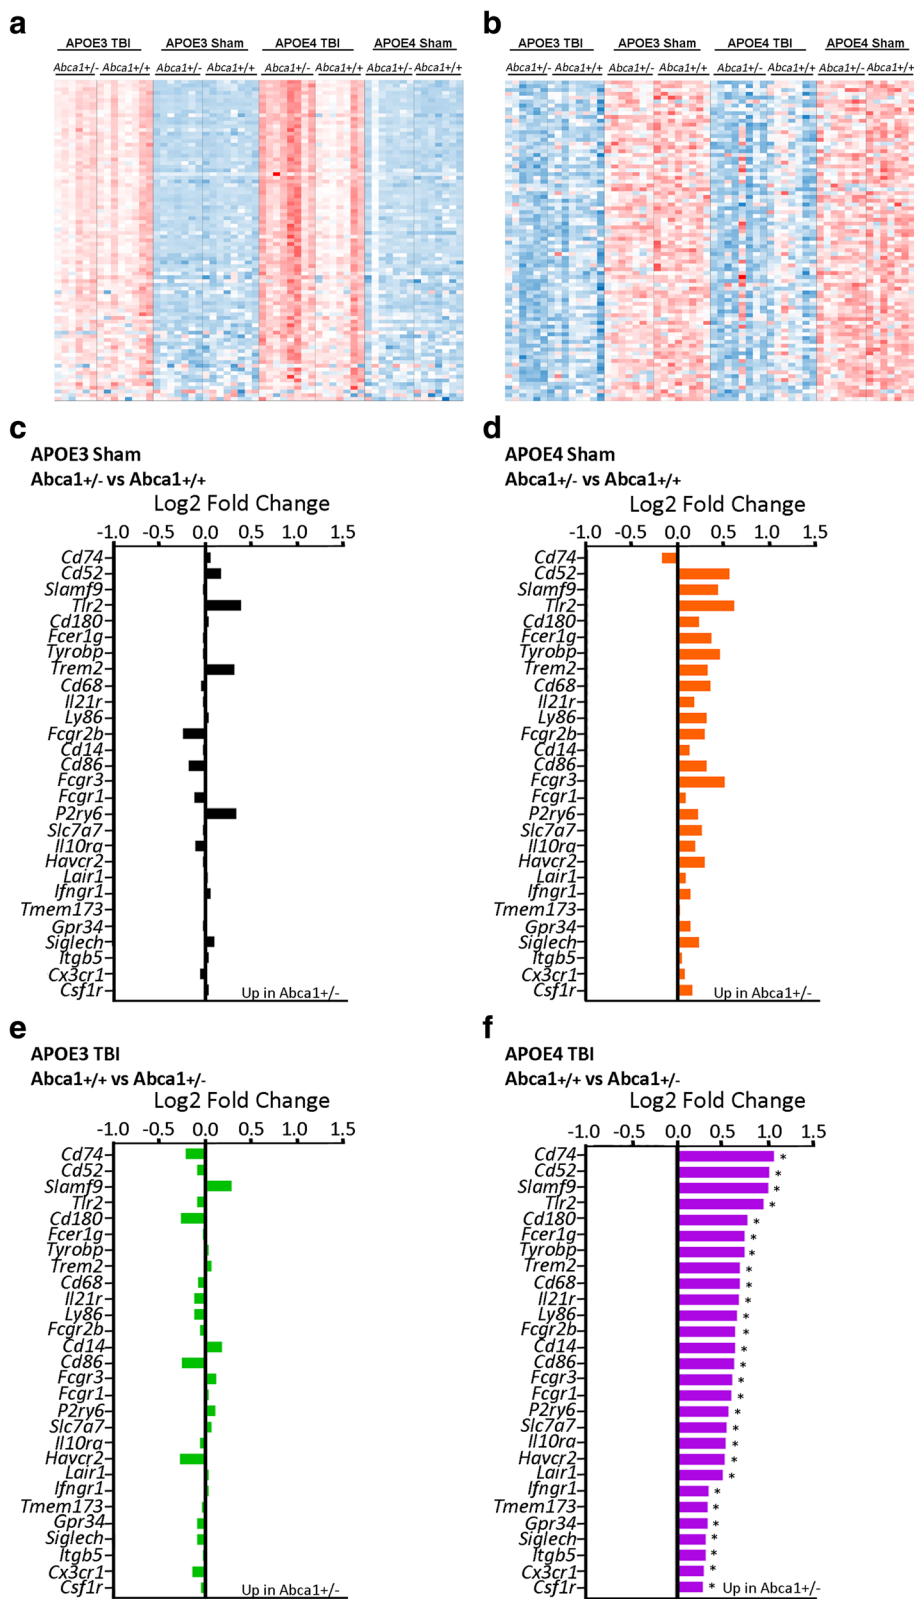 a
APOE3 TBI APOE3 Sham APOE4 TBI APOE4 Sham
Abca1+/- Abca1+/+ Abca1+/- Abca1+/+ Abca1+/- Abca1+/+ Abca1+/- Abca1+/+
b
APOE3 TBI APOE3 Sham APOE4 TBI APOE4 Sham
Abca1+/- Abca1+/+ Abca1+/- Abca1+/+ Abca1+/- Abca1+/+ Abca1+/- Abca1+/+
c
APOE3 Sham
Abca1+/- vs Abca1+/+
Log2 Fold Change
-1.0 -0.5 0.0 0.5 1.0 1.5
Cd74
Cd52
Slamf9
Tlr2
Cd180
Fcer1g
Tyrobp
Trem2
Cd68
Il21r
Ly86
Fcgr2b
Cd14
Cd86
Fcgr3
Fcgr1
P2ry6
Slc7a7
Il10ra
Havcr2
Lair1
Ifngr1
Tmem173
Gpr34
Siglech
Itgb5
Cx3cr1
Csf1r
Up in Abca1+/-
d
APOE4 Sham
Abca1+/- vs Abca1+/+
Log2 Fold Change
-1.0 -0.5 0.0 0.5 1.0 1.5
Cd74
Cd52
Slamf9
Tlr2
Cd180
Fcer1g
Tyrobp
Trem2
Cd68
Il21r
Ly86
Fcgr2b
Cd14
Cd86
Fcgr3
Fcgr1
P2ry6
Slc7a7
Il10ra
Havcr2
Lair1
Ifngr1
Tmem173
Gpr34
Siglech
Itgb5
Cx3cr1
Csf1r
Up in Abca1+/-
e
APOE3 TBI
Abca1+/+ vs Abca1+/-
Log2 Fold Change
-1.0 -0.5 0.0 0.5 1.0 1.5
Cd74
Cd52
Slamf9
Tlr2
Cd180
Fcer1g
Tyrobp
Trem2
Cd68
Il21r
Ly86
Fcgr2b
Cd14
Cd86
Fcgr3
Fcgr1
P2ry6
Slc7a7
Il10ra
Havcr2
Lair1
Ifngr1
Tmem173
Gpr34
Siglech
Itgb5
Cx3cr1
Csf1r
Up in Abca1+/-
f
APOE4 TBI
Abca1+/+ vs Abca1+/-
Log2 Fold Change
-1.0 -0.5 0.0 0.5 1.0 1.5
Cd74 *
Cd52 *
Slamf9 *
Tlr2 *
Cd180 *
Fcer1g *
Tyrobp *
Trem2 *
Cd68 *
Il21r *
Ly86 *
Fcgr2b *
Cd14 *
Cd86 *
Fcgr3 *
Fcgr1 *
P2ry6 *
Slc7a7 *
Il10ra *
Havcr2 *
Lair1 *
Ifngr1 *
Tmem173 *
Gpr34 *
Siglech *
Itgb5 *
Cx3cr1 *
Csf1r * Up in Abca1+/-